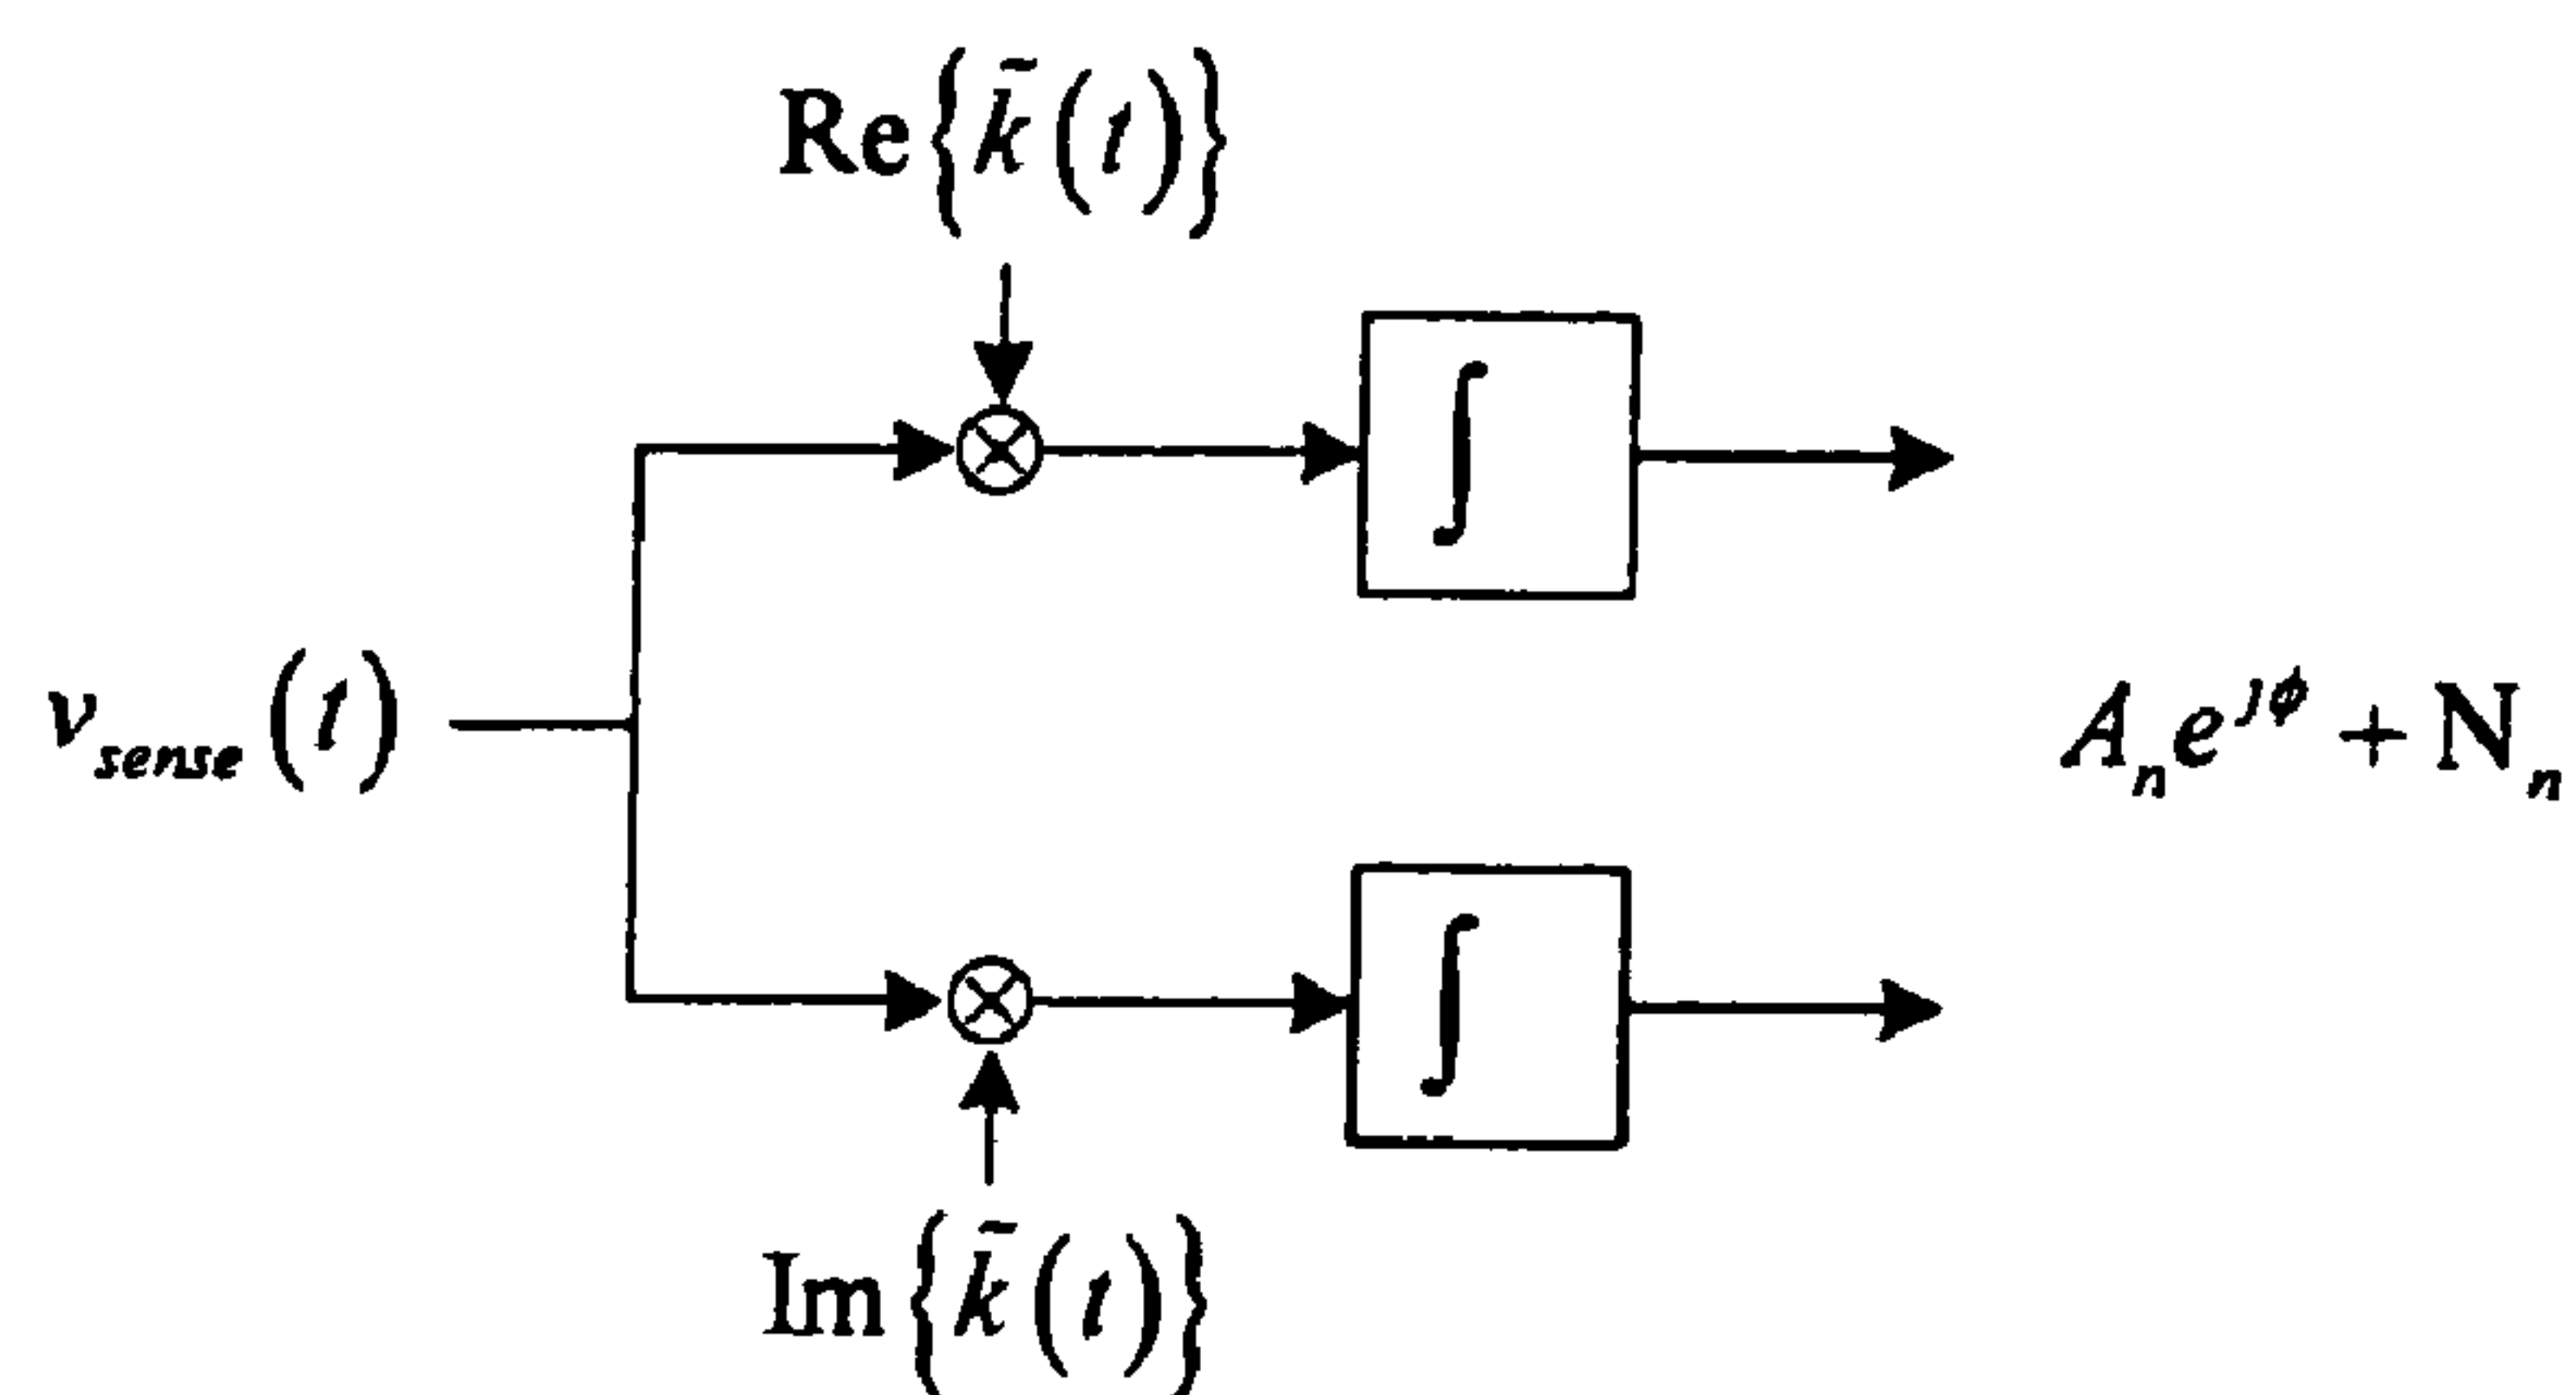 Re{k̃(t)}
∫
v_sense(t)
A_n e^{jϕ} + N_n
∫
Im{k̃(t)}